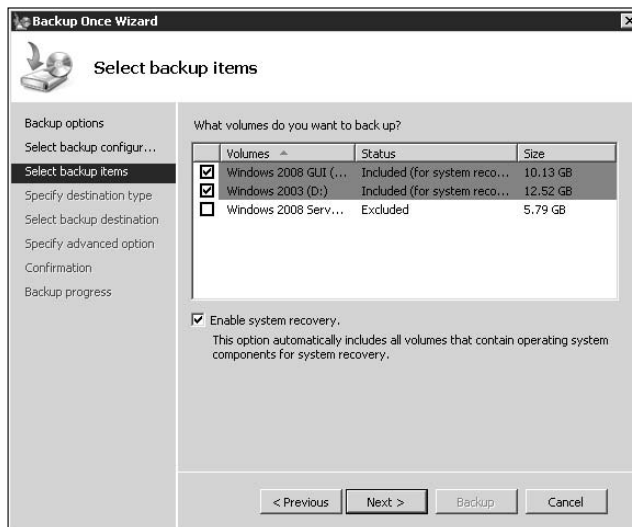 Backup Once Wizard
Select backup items
Backup options
Select backup configur...
Select backup items
Specify destination type
Select backup destination
Specify advanced option
Confirmation
Backup progress
What volumes do you want to back up?
Volumes Status Size
Windows 2008 GUI (... Included (for system reco... 10.13 GB
Windows 2003 (D:) Included (for system reco... 12.52 GB
Windows 2008 Serv... Excluded 5.79 GB
Enable system recovery.
This option automatically includes all volumes that contain operating system
components for system recovery.
< Previous Next > Backup Cancel